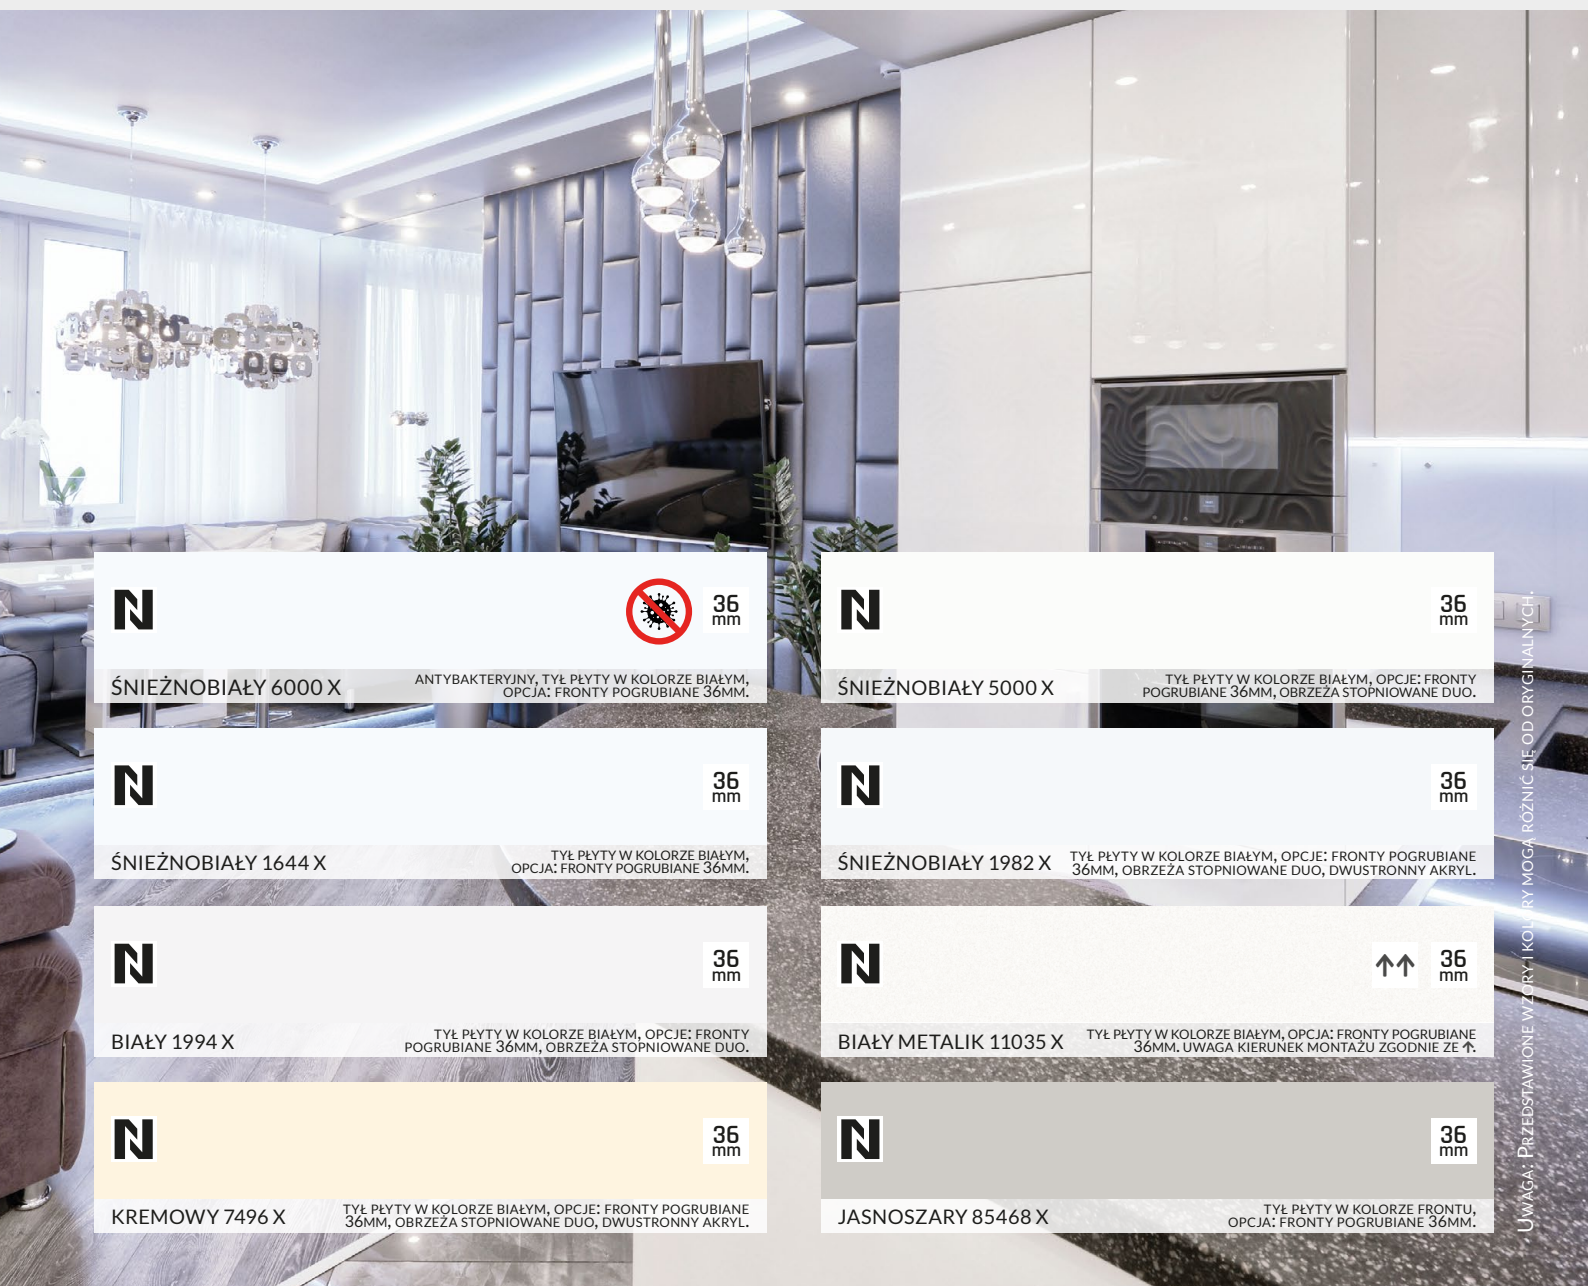 N
36
mm
ŚNIEŻNOBIAŁY 6000 X
ANTYBAKTERYJNY, TYŁ PŁYTY W KOLORZE BIAŁYM,
OPCJA: FRONTY POGRUBIANE 36MM.
N
36
mm
ŚNIEŻNOBIAŁY 5000 X
TYŁ PŁYTY W KOLORZE BIAŁYM, OPCJE: FRONTY
POGRUBIANE 36MM, OBRZEŻA STOPNIOWANE DUO.
N
36
mm
ŚNIEŻNOBIAŁY 1644 X
TYŁ PŁYTY W KOLORZE BIAŁYM,
OPCJA: FRONTY POGRUBIANE 36MM.
N
36
mm
ŚNIEŻNOBIAŁY 1982 X
TYŁ PŁYTY W KOLORZE BIAŁYM, OPCJE: FRONTY POGRUBIANE
36MM, OBRZEŻA STOPNIOWANE DUO, DWUSTRONNY AKRYL.
N
36
mm
BIAŁY 1994 X
TYŁ PŁYTY W KOLORZE BIAŁYM, OPCJE: FRONTY
POGRUBIANE 36MM, OBRZEŻA STOPNIOWANE DUO.
N
↑↑
36
mm
BIAŁY METALIK 11035 X
TYŁ PŁYTY W KOLORZE BIAŁYM, OPCJA: FRONTY POGRUBIANE
36MM. UWAGA KIERUNEK MONTAŻU ZGODNIE ZE ↑.
N
36
mm
KREMOWY 7496 X
TYŁ PŁYTY W KOLORZE BIAŁYM, OPCJE: FRONTY POGRUBIANE
36MM, OBRZEŻA STOPNIOWANE DUO, DWUSTRONNY AKRYL.
N
36
mm
JASNOSZARY 85468 X
TYŁ PŁYTY W KOLORZE FRONTU,
OPCJA: FRONTY POGRUBIANE 36MM.
UWAGA: PRZEDSTAWIONE WZORY I KOLORY MOGĄ RÓŻNIĆ SIĘ OD ORYGINALNYCH.